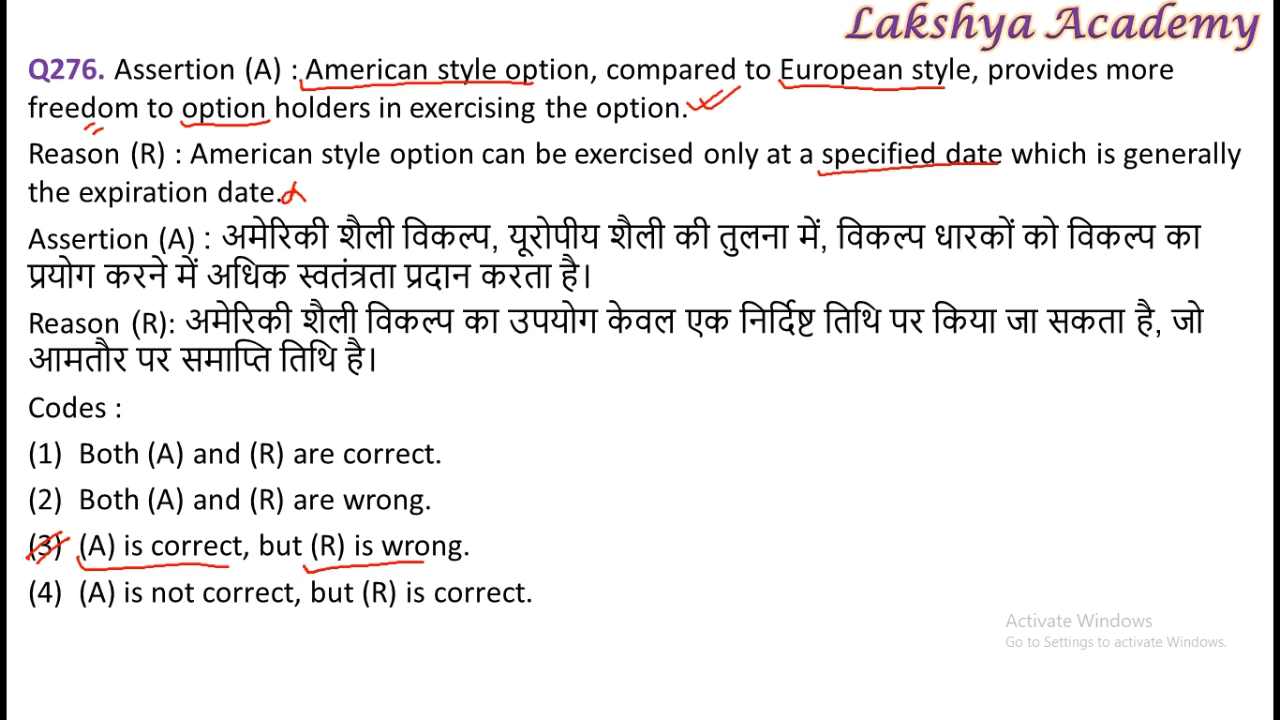 Lakshya Academy
Q276. Assertion (A) : American style option, compared to European style, provides more
freedom to option holders in exercising the option.
Reason (R) : American style option can be exercised only at a specified date which is generally
the expiration date.
Assertion (A) : अमेरिकी शैली विकल्प, यूरोपीय शैली की तुलना में, विकल्प धारकों को विकल्प का
प्रयोग करने में अधिक स्वतंत्रता प्रदान करता है।
Reason (R): अमेरिकी शैली विकल्प का उपयोग केवल एक निर्दिष्ट तिथि पर किया जा सकता है, जो
आमतौर पर समाप्ति तिथि है।
Codes :
(1) Both (A) and (R) are correct.
(2) Both (A) and (R) are wrong.
(3) (A) is correct, but (R) is wrong.
(4) (A) is not correct, but (R) is correct.
Activate Windows
Go to Settings to activate Windows.